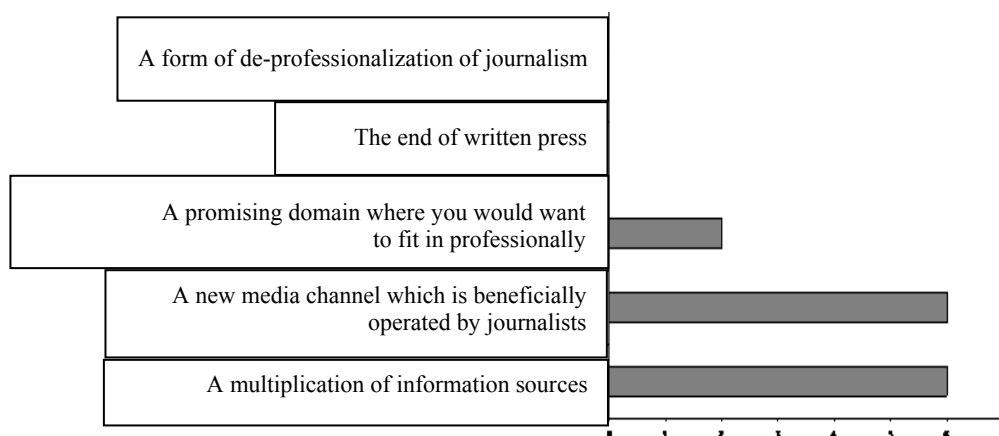 A form of de-professionalization of journalism
The end of written press
A promising domain where you would want
to fit in professionally
A new media channel which is beneficially
operated by journalists
A multiplication of information sources